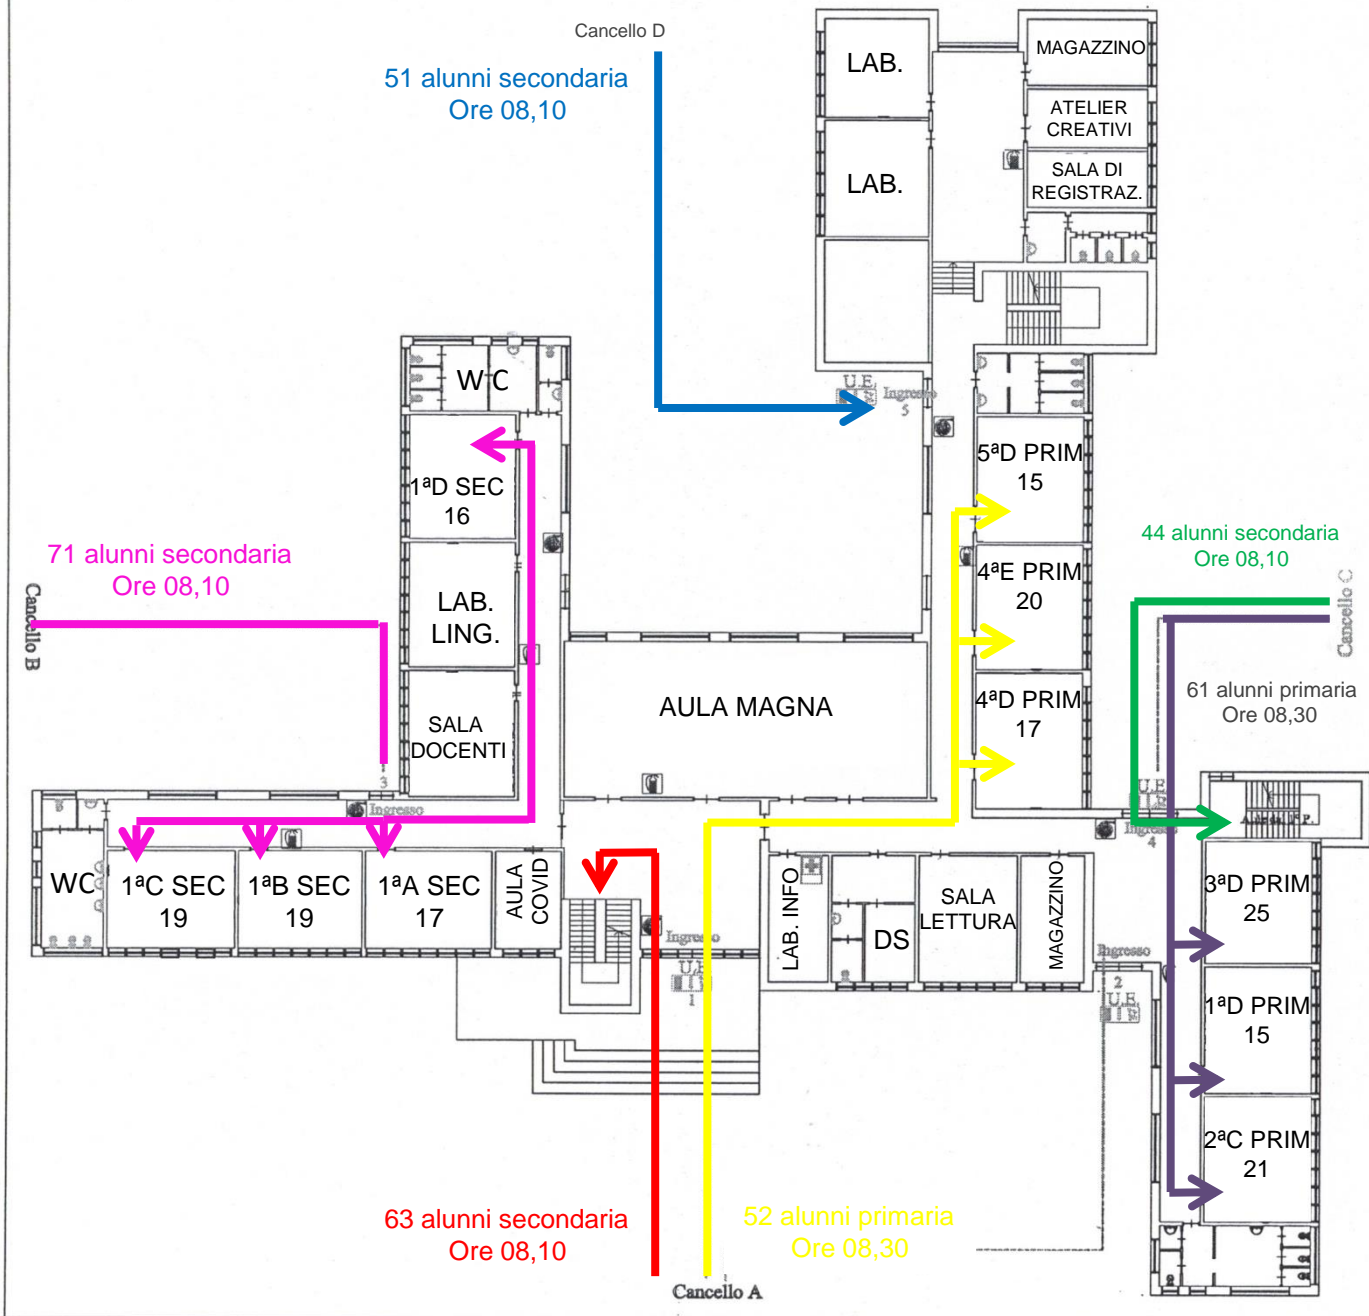 Cancello D
51 alunni secondaria
Ore 08,10
LAB.
MAGAZZINO
ATELIER
CREATIVI
LAB.
SALA DI
REGISTRAZ.
WC
U.E.
Ingresso
5
1ªD SEC
16
5ªD PRIM
15
71 alunni secondaria
Ore 08,10
44 alunni secondaria
Ore 08,10
Cancello B
LAB.
LING.
4ªE PRIM
20
Cancello C
61 alunni primaria
Ore 08,30
SALA
DOCENTI
AULA MAGNA
4ªD PRIM
17
3
Ingresso
U.E.
Ingresso
4
WC
1ªC SEC
19
1ªB SEC
19
1ªA SEC
17
AULA
COVID
LAB. INFO
DS
SALA
LETTURA
MAGAZZINO
3ªD PRIM
25
Ingresso
U.E.
1
Ingresso
2
U.E.
1ªD PRIM
15
2ªC PRIM
21
63 alunni secondaria
Ore 08,10
52 alunni primaria
Ore 08,30
Cancello A